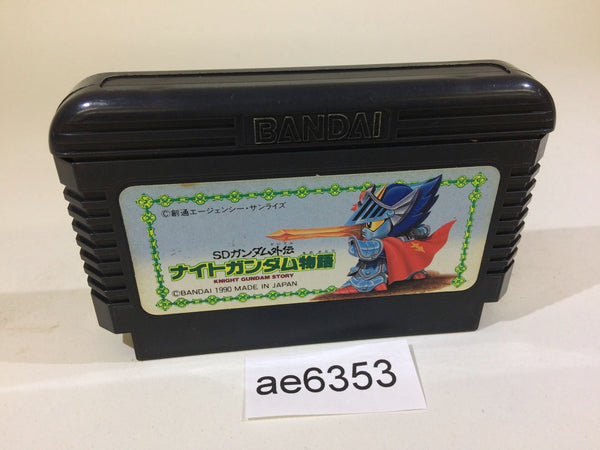 BANDAI
©創通エージェンシー・サンライズ
SDガンダム外伝
ナイトガンダム物語
KNIGHT GUNDAM STORY
©BANDAI 1990 MADE IN JAPAN
ae6353